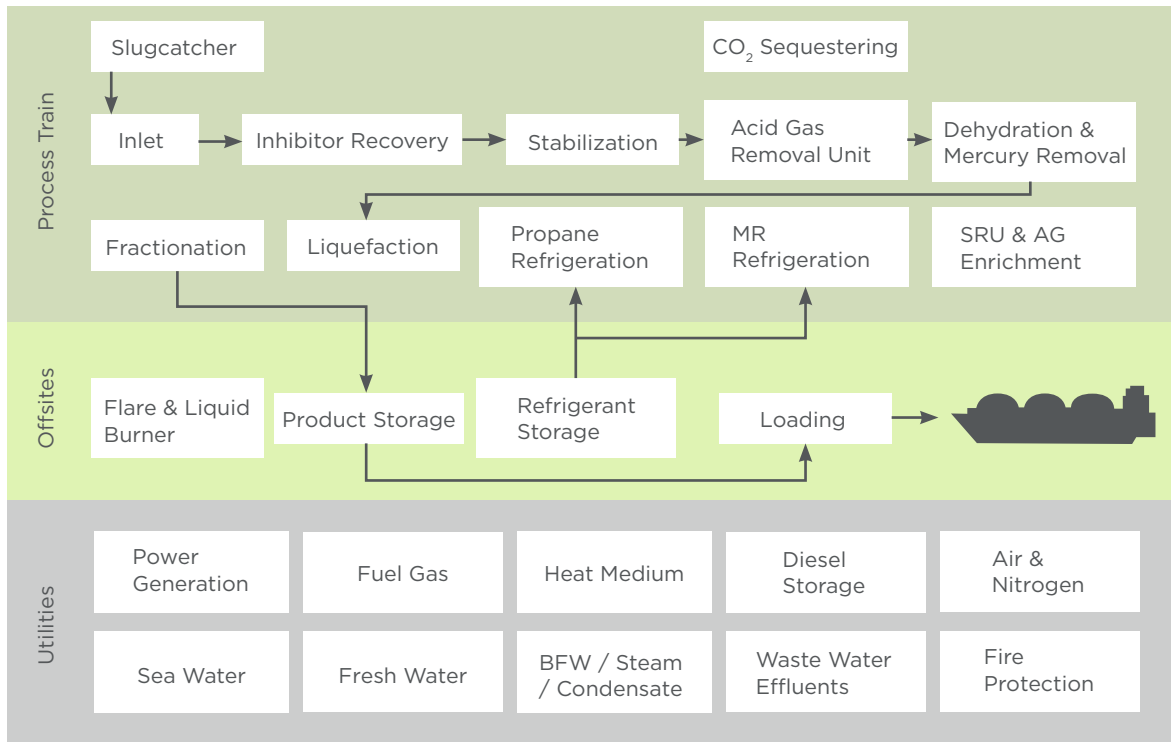 Process Train
Slugcatcher
CO₂ Sequestering
Inlet
Inhibitor Recovery
Stabilization
Acid Gas
Removal Unit
Dehydration &
Mercury Removal
Fractionation
Liquefaction
Propane
Refrigeration
MR
Refrigeration
SRU & AG
Enrichment
Offsites
Flare & Liquid
Burner
Product Storage
Refrigerant
Storage
Loading
Utilities
Power
Generation
Fuel Gas
Heat Medium
Diesel
Storage
Air &
Nitrogen
Sea Water
Fresh Water
BFW / Steam
/ Condensate
Waste Water
Effluents
Fire
Protection